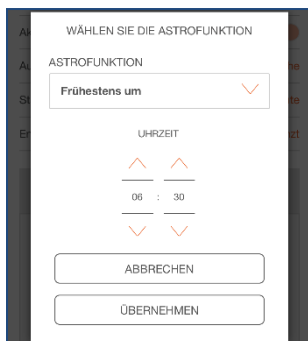 WÄHLEN SIE DIE ASTROFUNKTION
ASTROFUNKTION
Frühestens um
UHRZEIT
06 : 30
ABBRECHEN
ÜBERNEHMEN